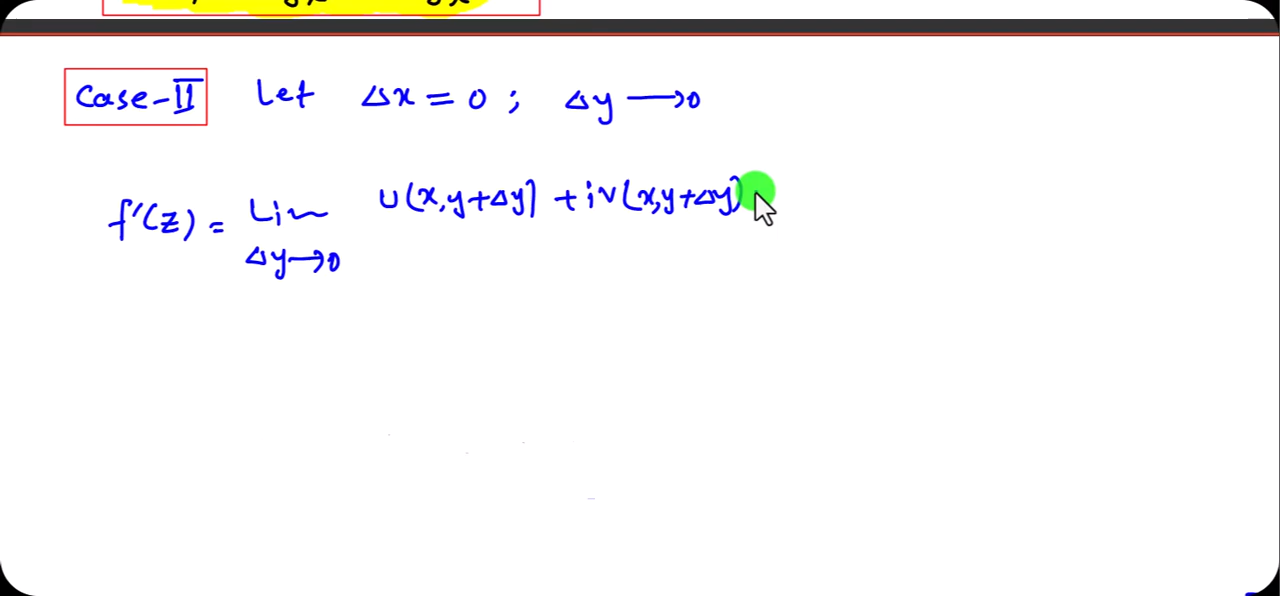 Case-II Let Δx = 0 ; Δy → 0
f'(z) = Lim u(x,y+Δy) + iv(x,y+Δy)
Δy→0